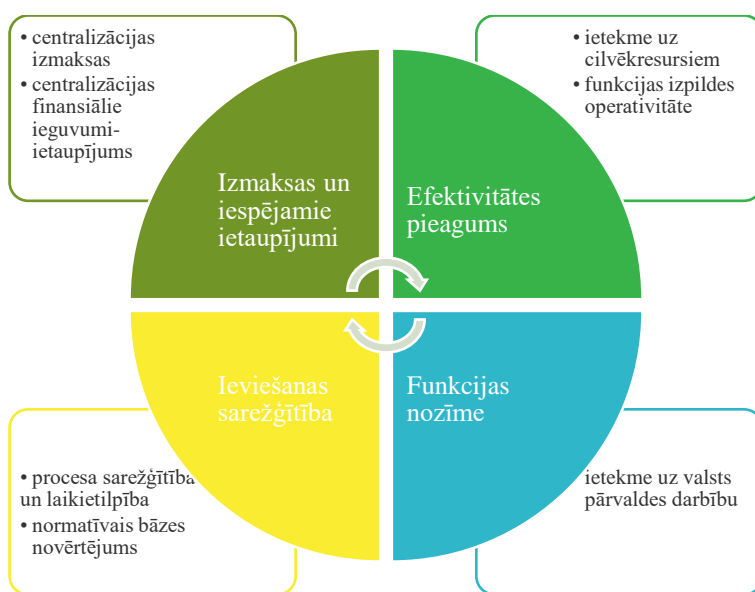 • centralizācijas
izmaksas
• centralizācijas
finansiālie
ieguvumi-
ietaupījums
• ietekme uz
cilvēkresursiem
• funkcijas izpildes
operativitāte
Izmaksas un
iespējamie
ietaupījumi
Efektivitātes
pieagums
Ieviešanas
sarežģītība
Funkcijas
nozīme
• procesa sarežģītība
un laikietilpība
• normatīvais bāzes
novērtējums
ietekme uz valsts
pārvaldes darbību